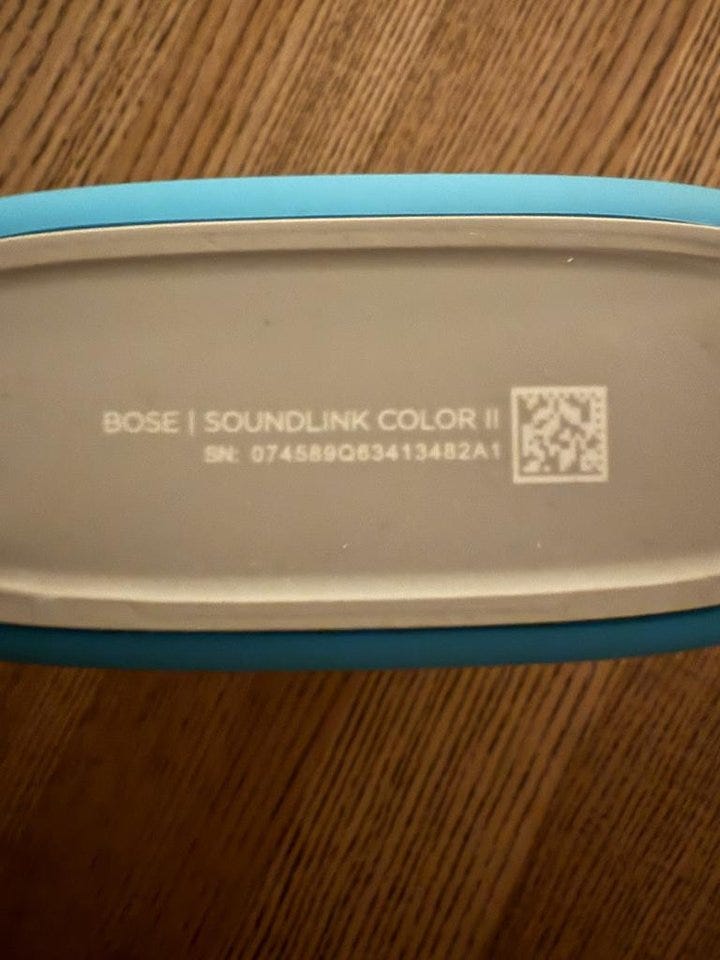 BOSE | SOUNDLINK COLOR II
SN: 074589Q63413482A1